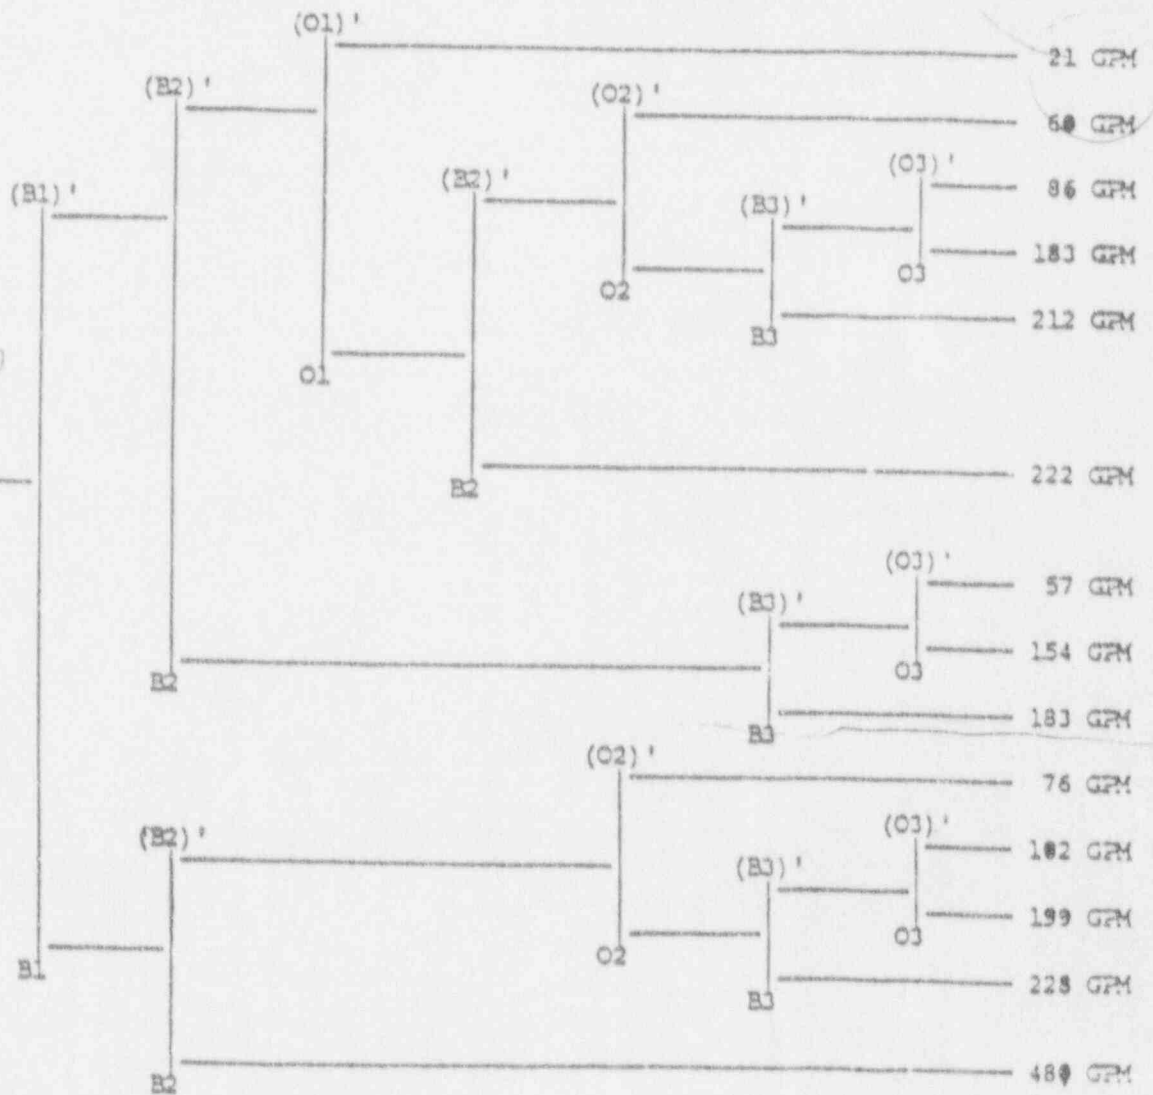 (O1)'
21 GPM
(B2)'
(O2)'
60 GPM
(O3)'
86 GPM
(B1)'
(B2)'
(B3)'
183 GPM
O3
O2
212 GPM
B3
O1
222 GPM
B2
(O3)'
57 GPM
(B3)'
154 GPM
O3
B2
183 GPM
B3
(O2)'
76 GPM
(B2)'
(O3)'
102 GPM
(B3)'
199 GPM
O3
O2
B1
228 GPM
B3
480 GPM
B2